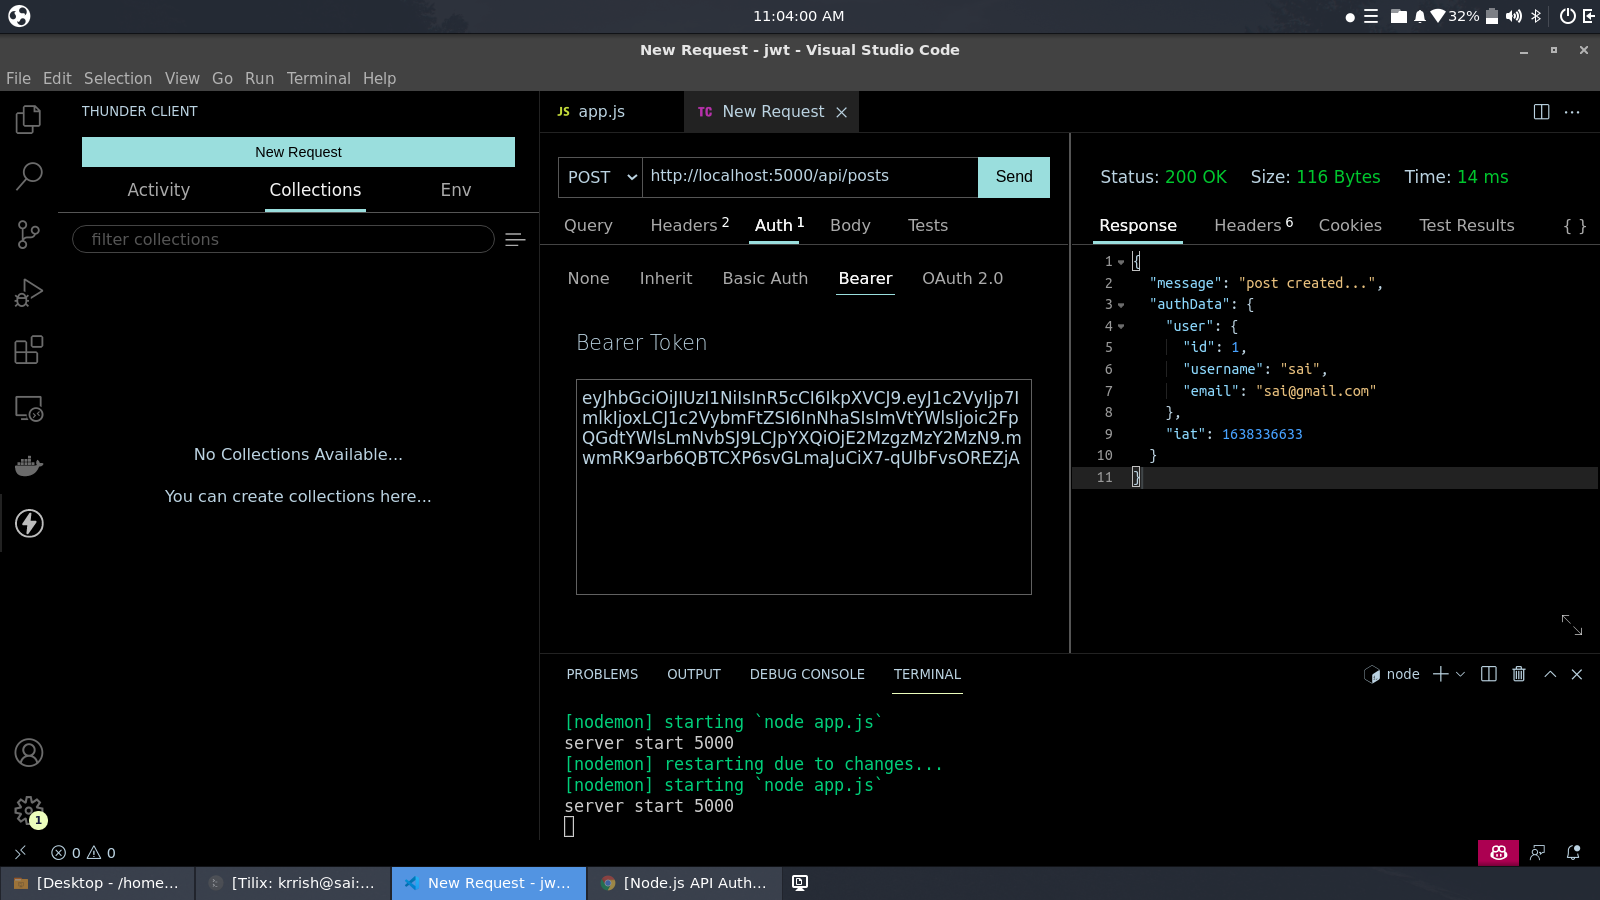 11:04:00 AM
32%
New Request - jwt - Visual Studio Code
File Edit Selection View Go Run Terminal Help
THUNDER CLIENT
New Request
Activity Collections Env
filter collections
No Collections Available...
You can create collections here...
JS app.js
TC New Request
POST http://localhost:5000/api/posts Send
Query Headers 2 Auth 1 Body Tests
None Inherit Basic Auth Bearer OAuth 2.0
Bearer Token
eyJhbGciOiJIUzI1NiIsInR5cCI6IkpXVCJ9.eyJ1c2VyIjp7I
mlkIjoxLCJ1c2VybmFtZSI6InNhaSIsImVtYWlsIjoic2Fp
QGdtYWlsLmNvbSJ9LCJpYXQiOjE2MzgzMzY2MzN9.m
wmRK9arb6QBTCXP6svGLmaJuCiX7-qUlbFvsOREZjA
Status: 200 OK Size: 116 Bytes Time: 14 ms
Response Headers 6 Cookies Test Results { }
1 {
2 "message": "post created...",
3 "authData": {
4 "user": {
5 "id": 1,
6 "username": "sai",
7 "email": "sai@gmail.com"
8 },
9 "iat": 1638336633
10 }
11 }
PROBLEMS OUTPUT DEBUG CONSOLE TERMINAL
node
[nodemon] starting `node app.js`
server start 5000
[nodemon] restarting due to changes...
[nodemon] starting `node app.js`
server start 5000
1
0 0
[Desktop - /home... [Tilix: krrish@sai:... New Request - jw... [Node.js API Auth...